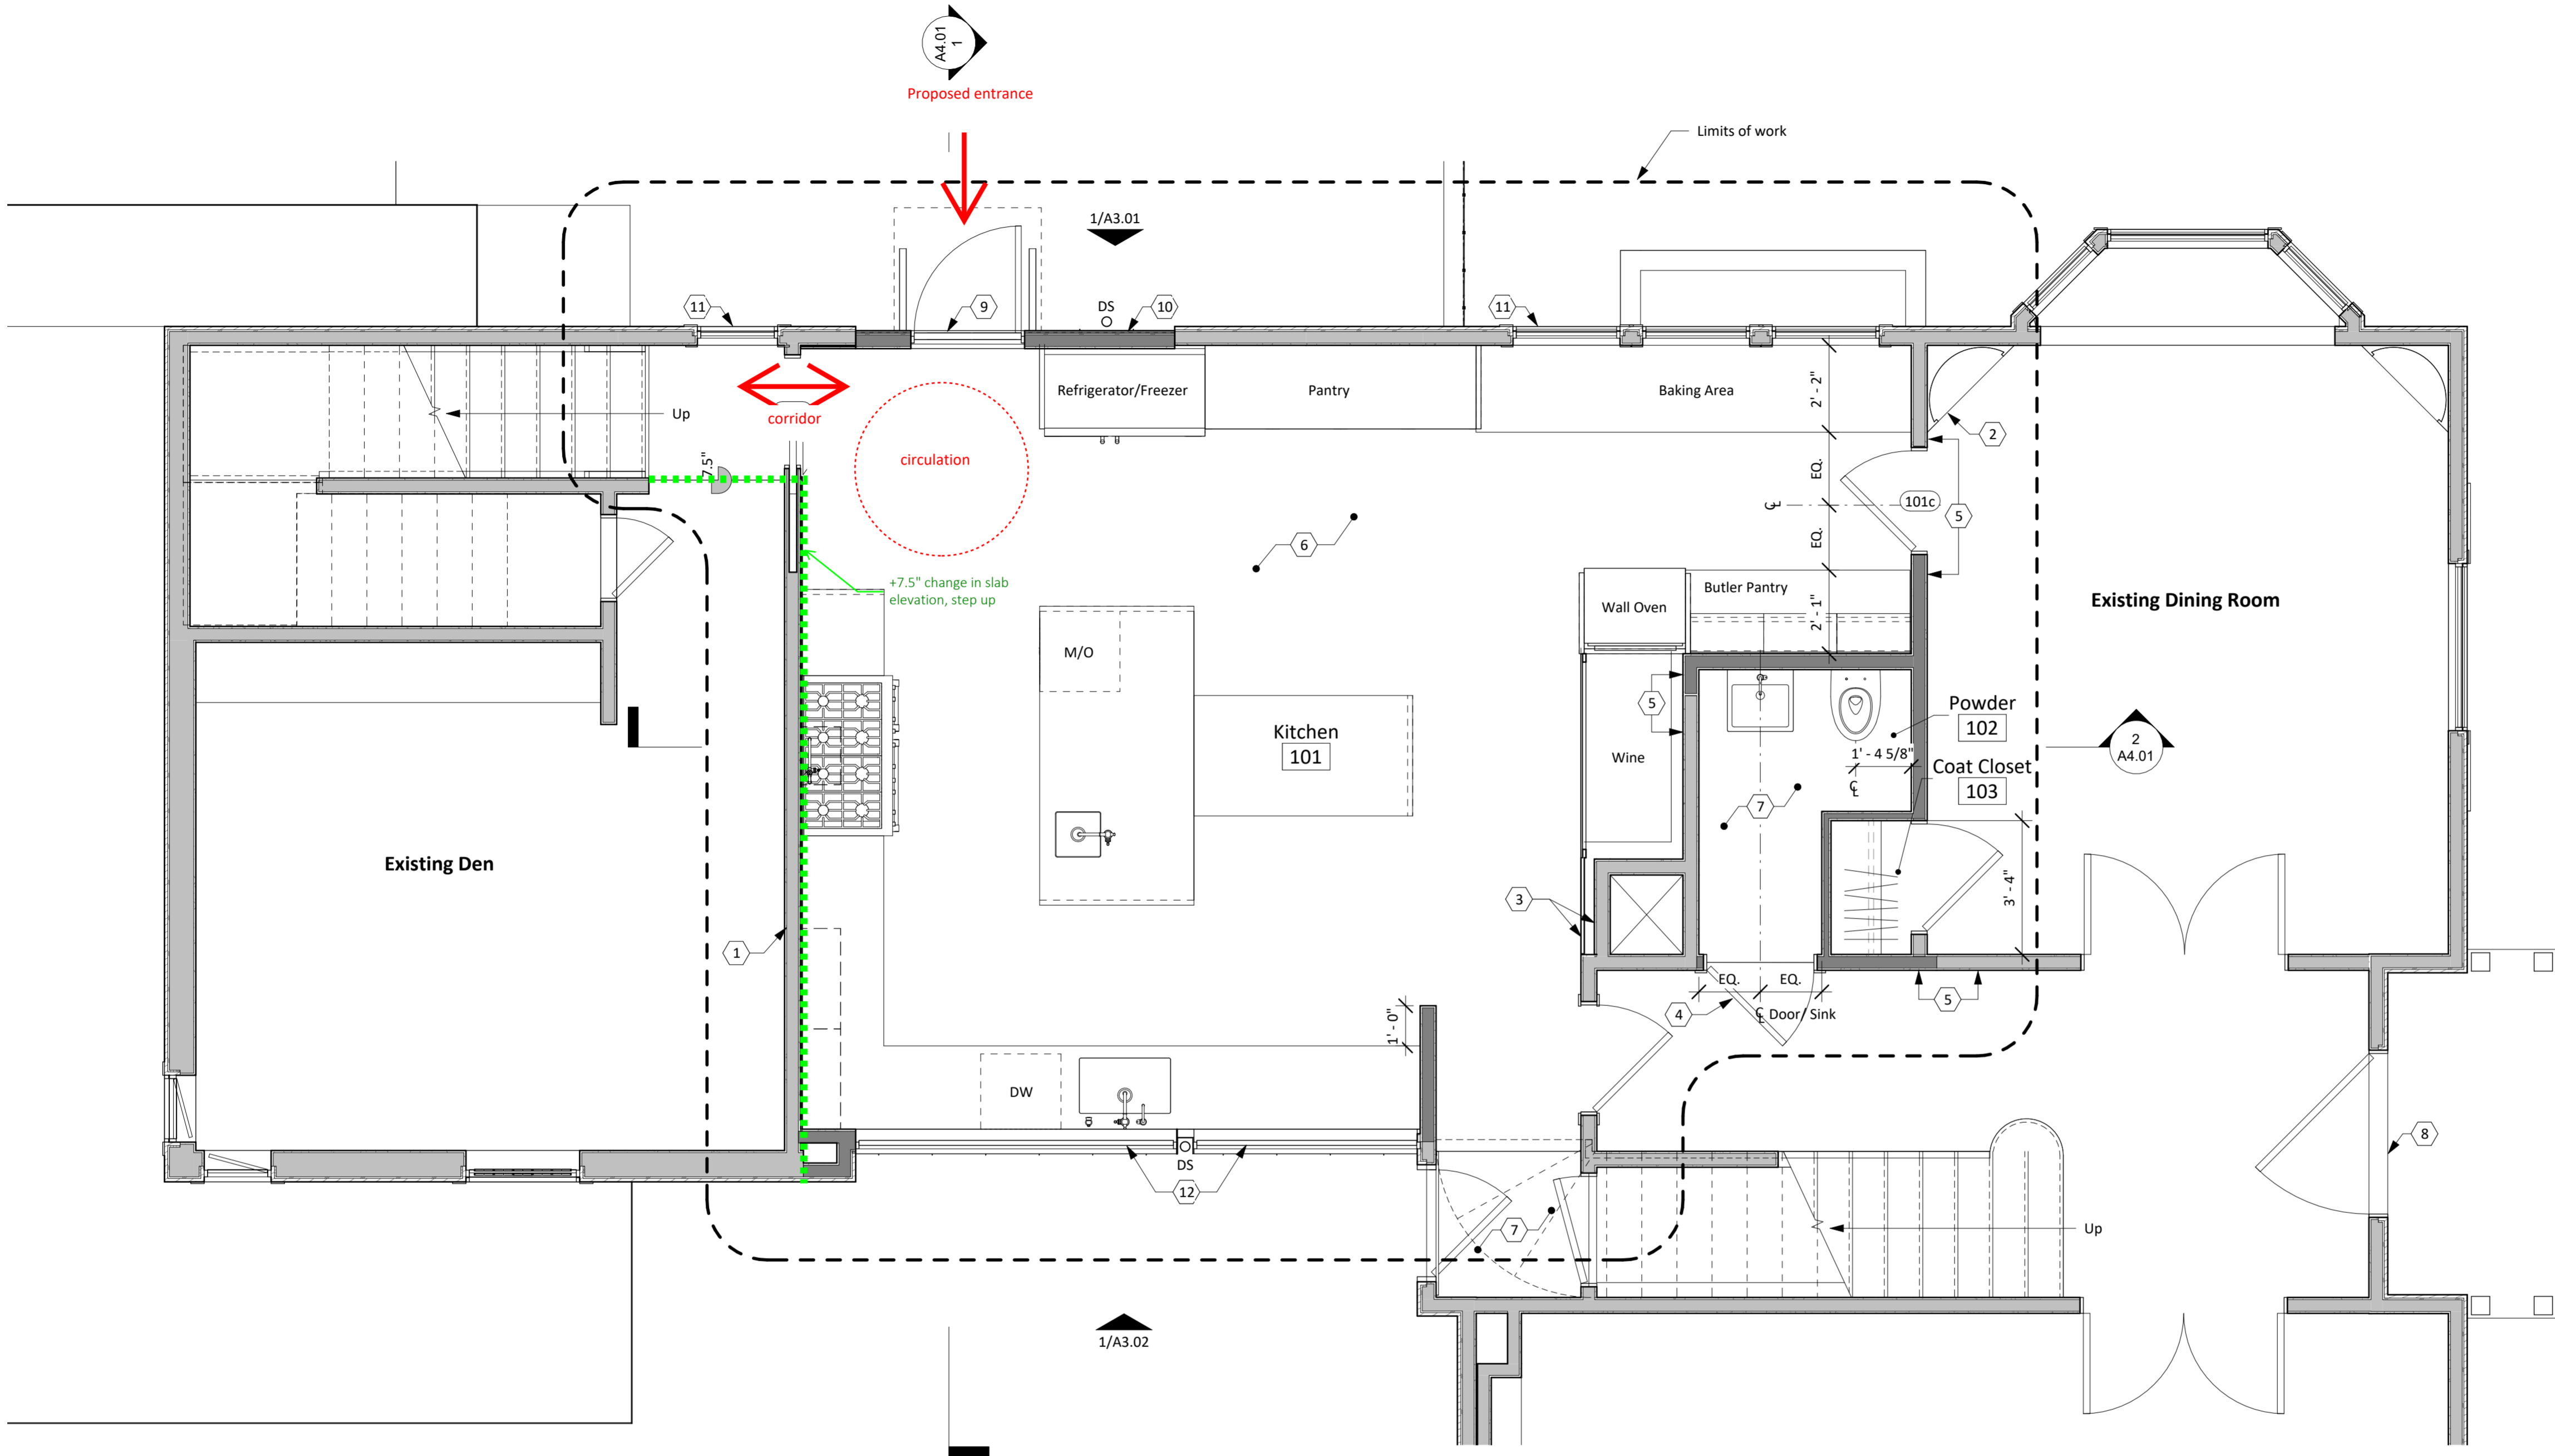 A4.01
1
Proposed entrance
Limits of work
1/A3.01
11
9
DS
10
11
Refrigerator/Freezer
Pantry
Baking Area
2' - 2"
Up
corridor
2
circulation
7.5"
EQ.
101c
5
EQ.
6
+7.5" change in slab
elevation, step up
Wall Oven
Butler Pantry
2' - 1"
Existing Dining Room
M/O
5
Powder
102
Kitchen
101
Wine
1' - 4 5/8"
2
A4.01
Coat Closet
103
7
Existing Den
3
3' - 4"
1
EQ.
EQ.
5
4
Door/ Sink
1' - 0"
DW
8
DS
12
7
Up
1/A3.02